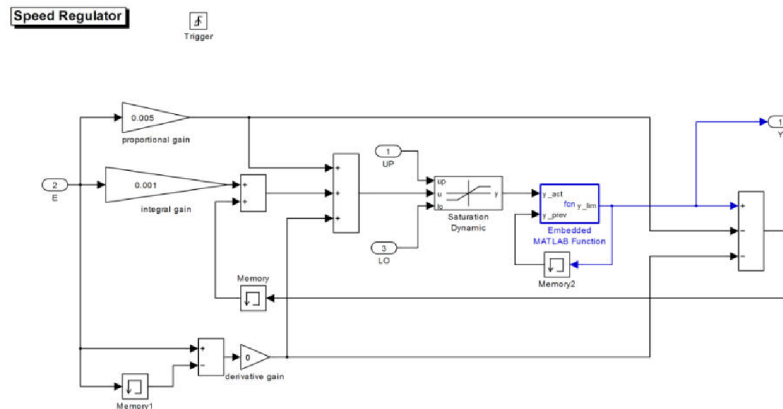 Speed Regulator
Trigger
0.005
proportional gain
1
Y
1
UP
2
E
0.001
integral gain
+
+
+
+
+
up
u
lo
y
Saturation
Dynamic
y_act
y_prev
fcn
y_lim
Embedded
MATLAB Function
+
−
−
3
LO
Memory
Memory2
+
−
0
derivative gain
Memory1